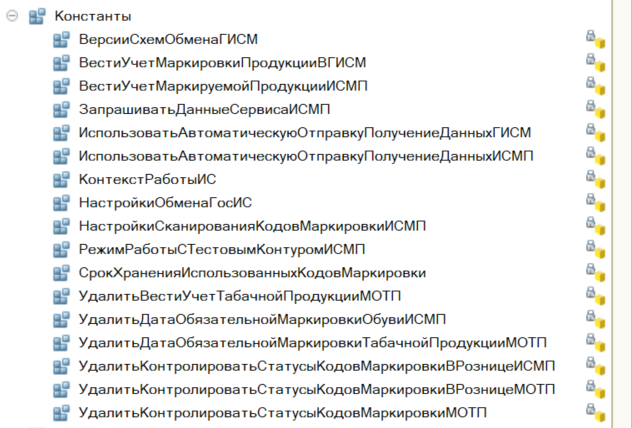 Константы
ВерсииСхемОбменаГИСМ
ВестиУчетМаркировкиПродукцииВГИСМ
ВестиУчетМаркируемойПродукцииИСМП
ЗапрашиватьДанныеСервисаИСМП
ИспользоватьАвтоматическуюОтправкуПолучениеДанныхГИСМ
ИспользоватьАвтоматическуюОтправкуПолучениеДанныхИСМП
КонтекстРаботыИС
НастройкиОбменаГосИС
НастройкиСканированияКодовМаркировкиИСМП
РежимРаботыСТестовымКонтуромИСМП
СрокХраненияИспользованныхКодовМаркировки
УдалитьВестиУчетТабачнойПродукцииМОТП
УдалитьДатаОбязательнойМаркировкиОбувиИСМП
УдалитьДатаОбязательнойМаркировкиТабачнойПродукцииМОТП
УдалитьКонтролироватьСтатусыКодовМаркировкиВРозницеИСМП
УдалитьКонтролироватьСтатусыКодовМаркировкиВРозницеМОТП
УдалитьКонтролироватьСтатусыКодовМаркировкиМОТП